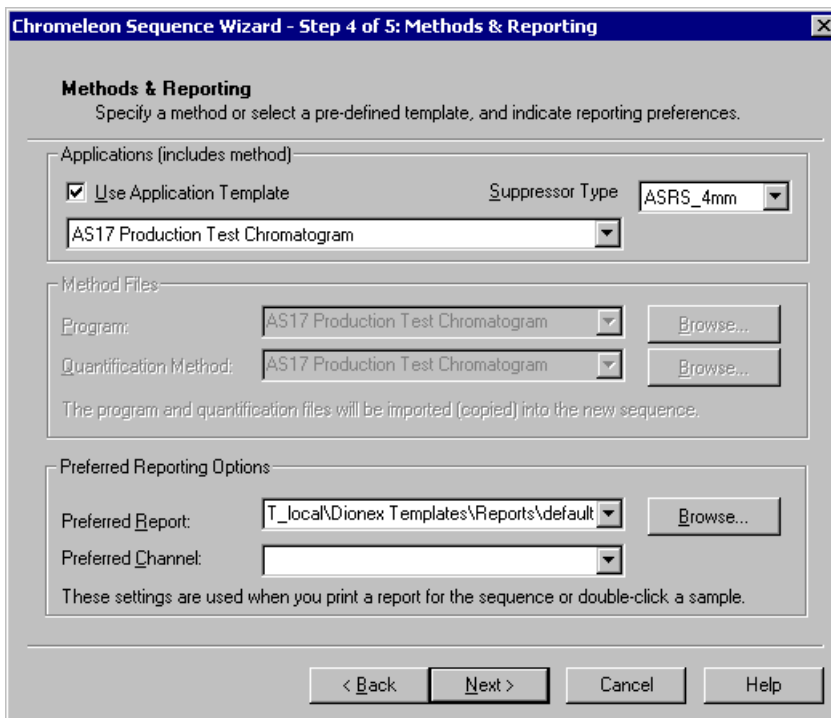 Chromeleon Sequence Wizard - Step 4 of 5: Methods & Reporting
Methods & Reporting
Specify a method or select a pre-defined template, and indicate reporting preferences.
Applications (includes method)
Use Application Template
Suppressor Type
ASRS_4mm
AS17 Production Test Chromatogram
Method Files
Program:
AS17 Production Test Chromatogram
Browse...
Quantification Method:
AS17 Production Test Chromatogram
Browse...
The program and quantification files will be imported (copied) into the new sequence.
Preferred Reporting Options
Preferred Report:
T_local\Dionex Templates\Reports\default
Browse...
Preferred Channel:
These settings are used when you print a report for the sequence or double-click a sample.
< Back
Next >
Cancel
Help